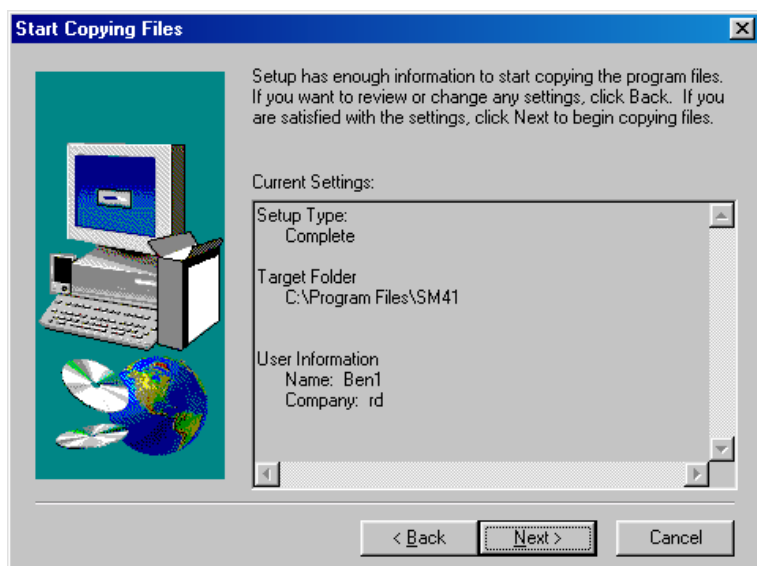 Start Copying Files
Setup has enough information to start copying the program files.
If you want to review or change any settings, click Back. If you
are satisfied with the settings, click Next to begin copying files.
Current Settings:
Setup Type:
Complete
Target Folder
C:\Program Files\SM41
User Information
Name: Ben1
Company: rd
< Back
Next >
Cancel